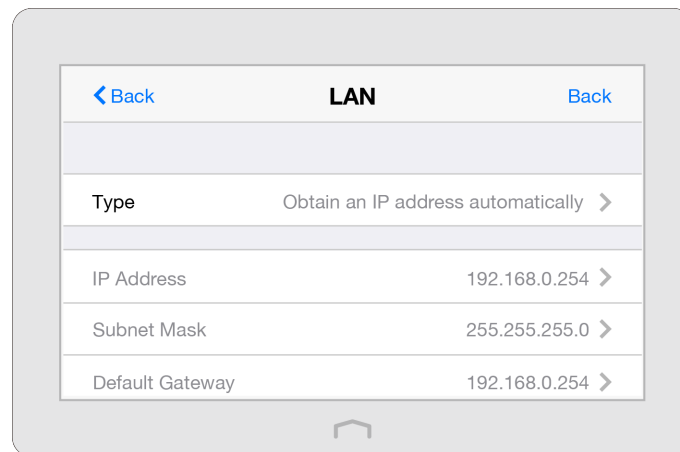 Back LAN Back
Type Obtain an IP address automatically
IP Address 192.168.0.254
Subnet Mask 255.255.255.0
Default Gateway 192.168.0.254